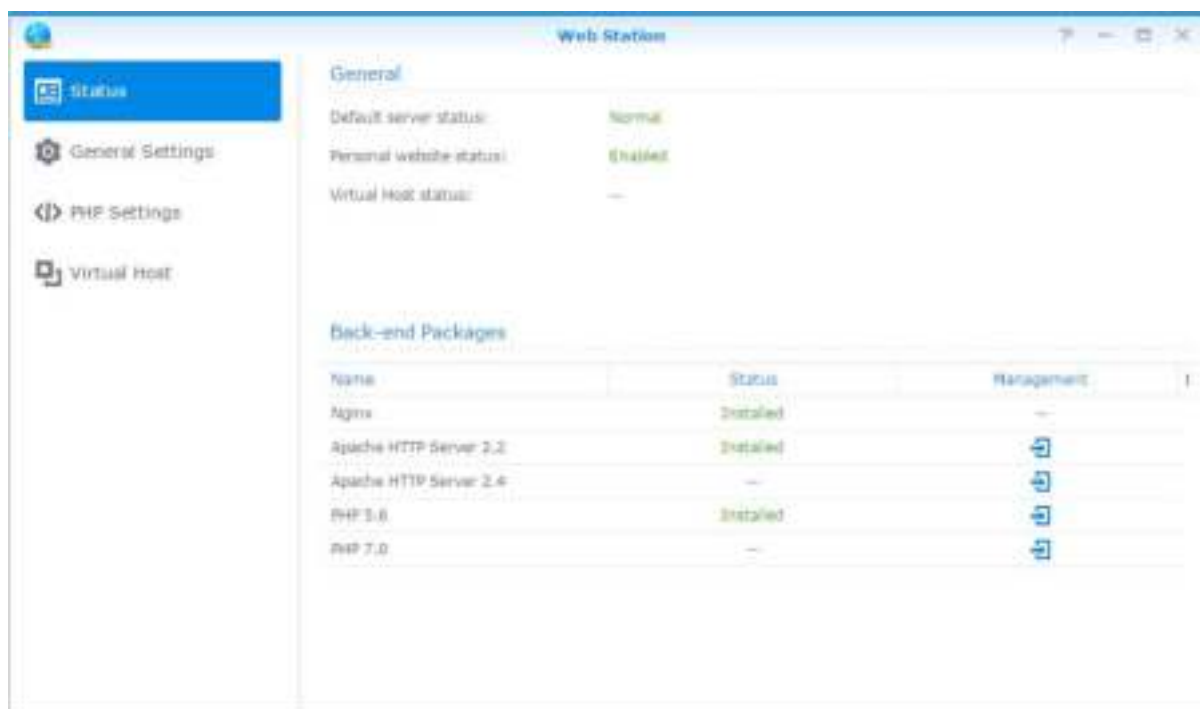 Web Station
Status
General Settings
PHP Settings
Virtual Host
General
Default server status: Normal
Personal website status: Enabled
Virtual Host status: --
Back-end Packages
Name Status Management
Nginx Installed --
Apache HTTP Server 2.2 Installed
Apache HTTP Server 2.4 --
PHP 5.6 Installed
PHP 7.0 --